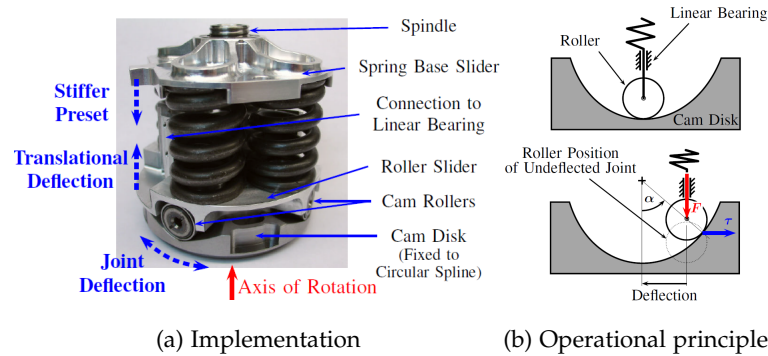 Spindle
Spring Base Slider
Stiffer
Preset
Connection to
Linear Bearing
Translational
Deflection
Roller Slider
Cam Rollers
Cam Disk
(Fixed to
Circular Spline)
Joint
Deflection
Axis of Rotation
(a) Implementation
Linear Bearing
Roller
Cam Disk
Roller Position
of Undeflected Joint
α
F
τ
Deflection
(b) Operational principle